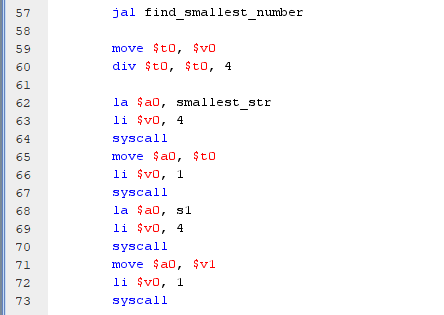 57 jal find_smallest_number
58
59 move $t0, $v0
60 div $t0, $t0, 4
61
62 la $a0, smallest_str
63 li $v0, 4
64 syscall
65 move $a0, $t0
66 li $v0, 1
67 syscall
68 la $a0, s1
69 li $v0, 4
70 syscall
71 move $a0, $v1
72 li $v0, 1
73 syscall